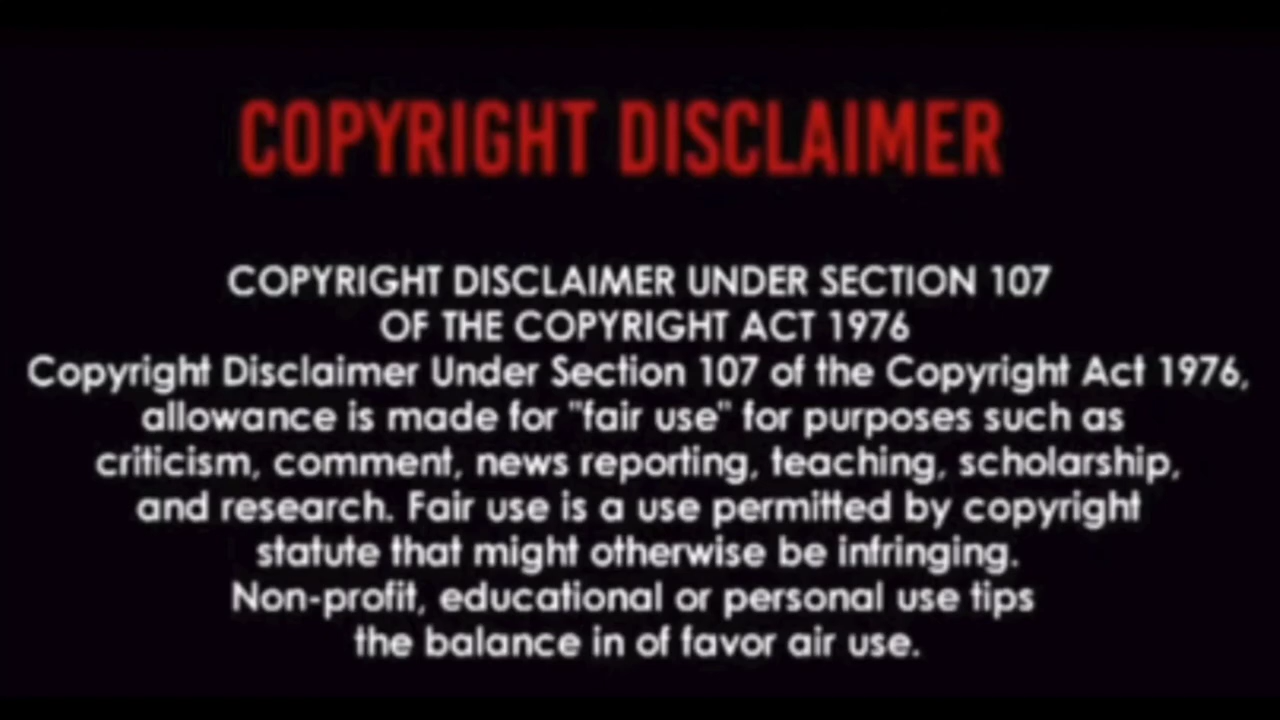 COPYRIGHT DISCLAIMER
COPYRIGHT DISCLAIMER UNDER SECTION 107
OF THE COPYRIGHT ACT 1976
Copyright Disclaimer Under Section 107 of the Copyright Act 1976,
allowance is made for "fair use" for purposes such as
criticism, comment, news reporting, teaching, scholarship,
and research. Fair use is a use permitted by copyright
statute that might otherwise be infringing.
Non-profit, educational or personal use tips
the balance in of favor air use.